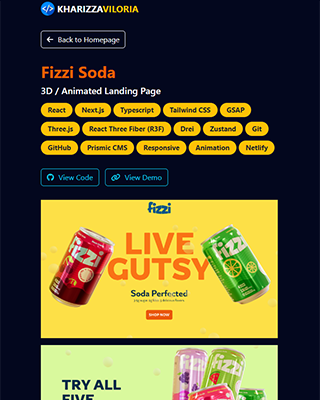 KHARIZZAVILORIA
Back to Homepage
Fizzi Soda
3D / Animated Landing Page
React Next.js Typescript Tailwind CSS GSAP
Three.js React Three Fiber (R3F) Drei Zustand Git
GitHub Prismic CMS Responsive Animation Netlify
View Code View Demo
fizzi
LIVE
GUTSY
fizzi
fizzi
Soda Perfected
SHOP NOW
TRY ALL
FIVE